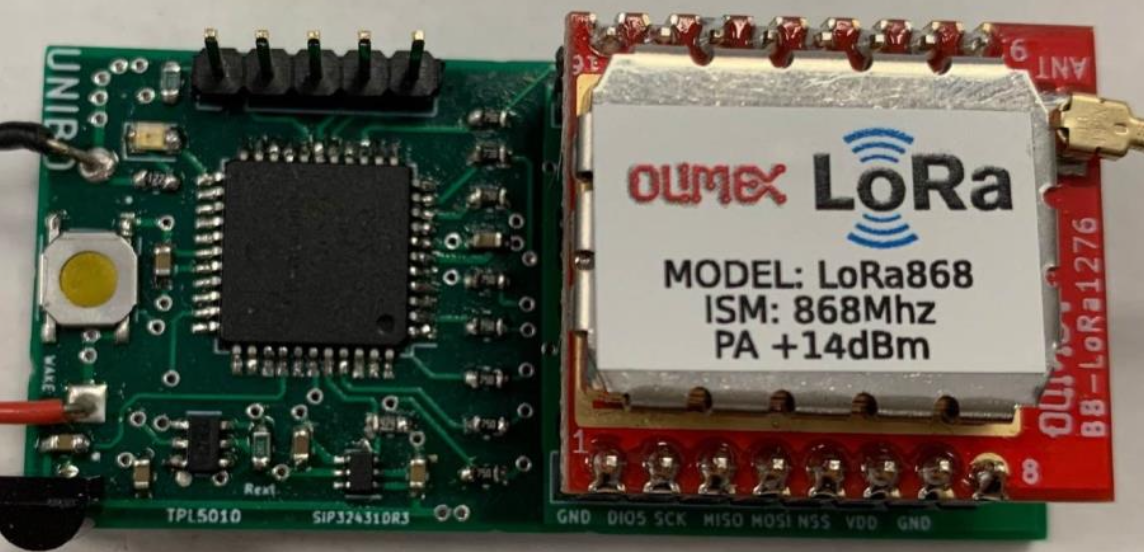 UNIBO
16
9
ANT
OLIMEX LoRa
MODEL: LoRa868
ISM: 868Mhz
PA +14dBm
BB-LoRa1276
WAKE
1
8
Rext
TPL5010
SIP32431DR3
GND DIO5 SCK MISO MOSI NSS VDD GND